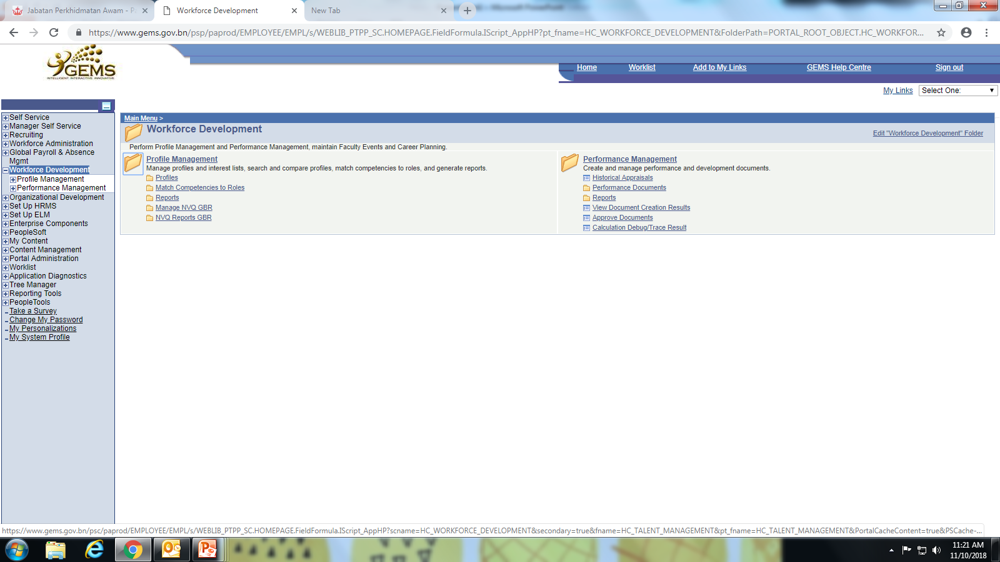 Jabatan Perkhidmatan Awam - P
Workforce Development
New Tab
Microsoft PowerPoint
https://www.gems.gov.bn/psp/paprod/EMPLOYEE/EMPL/s/WEBLIB_PTPP_SC.HOMEPAGE.FieldFormula.IScript_AppHP?pt_fname=HC_WORKFORCE_DEVELOPMENT&FolderPath=PORTAL_ROOT_OBJECT.HC_WORKFOR...
GEMS
INTELLIGENT. INTERACTIVE. INNOVATIVE.
Home
Worklist
Add to My Links
GEMS Help Centre
Sign out
My Links
Select One:
Self Service
Manager Self Service
Recruiting
Workforce Administration
Global Payroll & Absence
Mgmt
Workforce Development
Profile Management
Performance Management
Organizational Development
Set Up HRMS
Set Up ELM
Enterprise Components
PeopleSoft
My Content
Content Management
Portal Administration
Worklist
Application Diagnostics
Tree Manager
Reporting Tools
PeopleTools
Take a Survey
Change My Password
My Personalizations
My System Profile
Main Menu >
Workforce Development
Edit "Workforce Development" Folder
Perform Profile Management and Performance Management, maintain Faculty Events and Career Planning.
Profile Management
Manage profiles and interest lists, search and compare profiles, match competencies to roles, and generate reports.
Profiles
Match Competencies to Roles
Reports
Manage NVQ GBR
NVQ Reports GBR
Performance Management
Create and manage performance and development documents.
Historical Appraisals
Performance Documents
Reports
View Document Creation Results
Approve Documents
Calculation Debug/Trace Result
https://www.gems.gov.bn/psc/paprod/EMPLOYEE/EMPL/s/WEBLIB_PTPP_SC.HOMEPAGE.FieldFormula.IScript_AppHP?scname=HC_WORKFORCE_DEVELOPMENT&secondary=true&fname=HC_TALENT_MANAGEMENT&pt_fname=HC_TALENT_MANAGEMENT&PortalCacheContent=true&PSCache-...
11:21 AM
11/10/2018